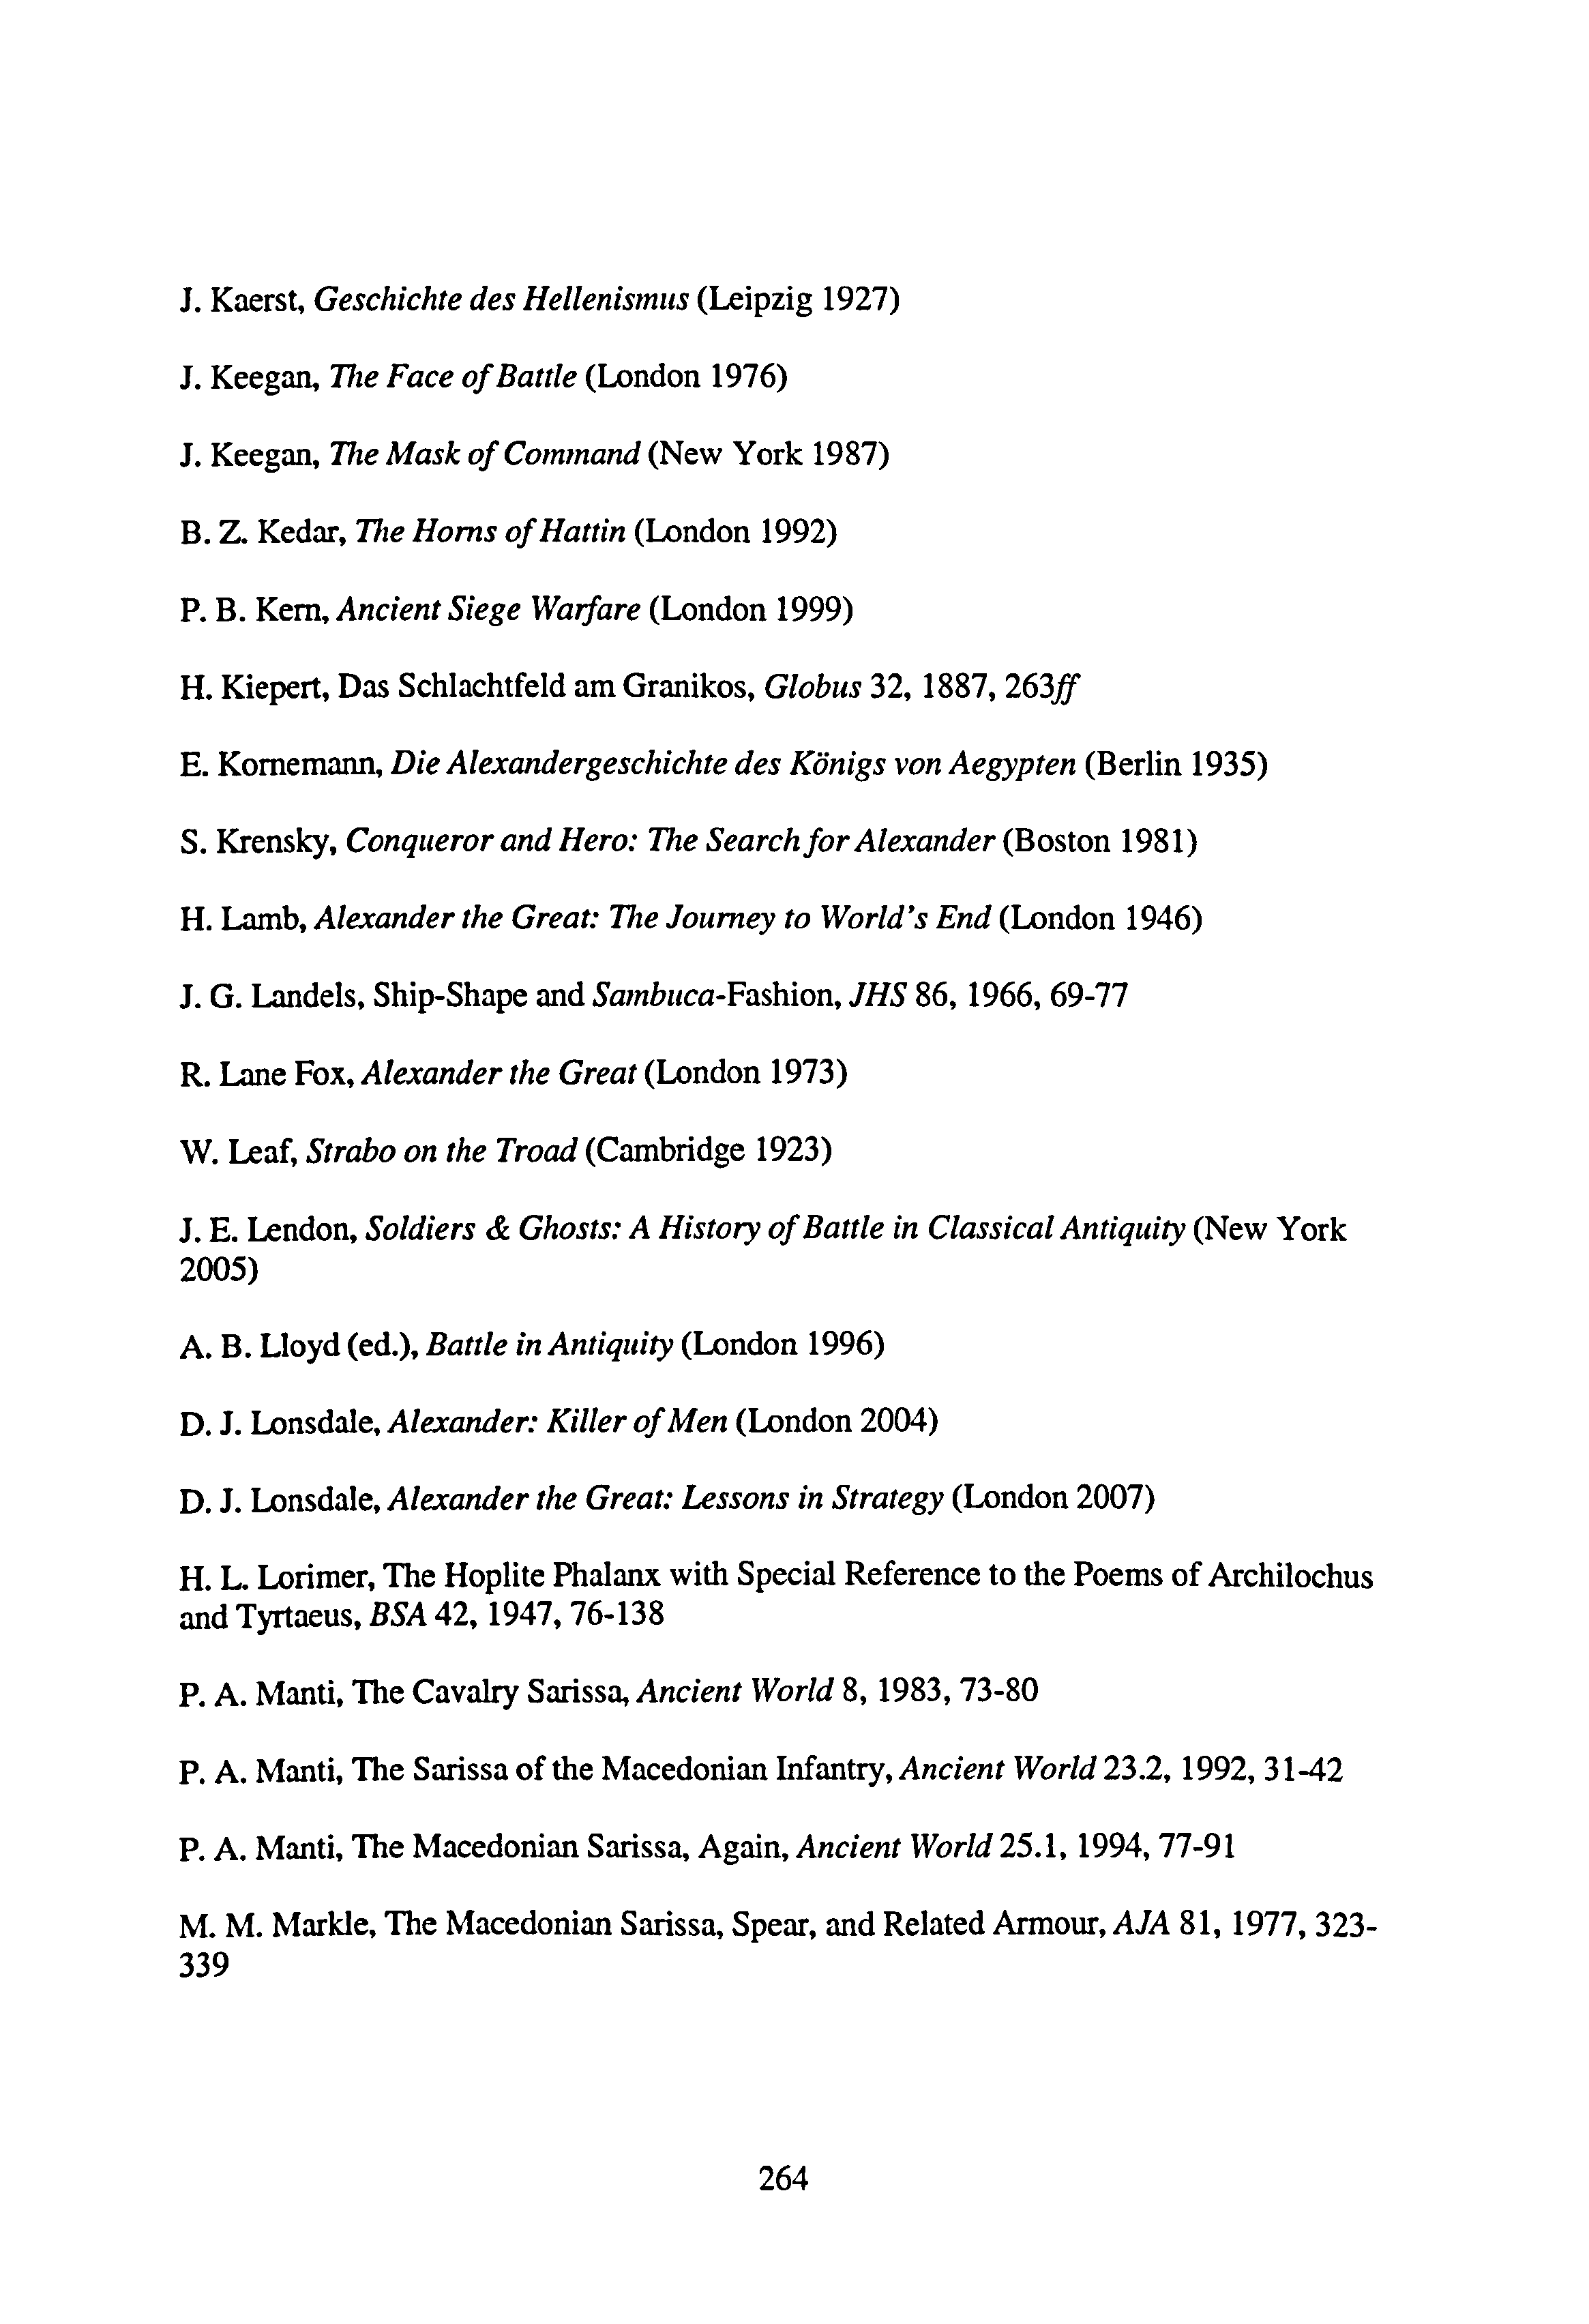 J. Kaerst, Geschichte des Hellenismus (Leipzig 1927)
J. Keegan, The Face of Battle (London 1976)
J. Keegan, The Mask of Command (New York 1987)
B. Z. Kedar, The Horns of Hattin (London 1992)
P. B. Kern, Ancient Siege Warfare (London 1999)
H. Kiepert, Das Schlachtfeld am Granikos, Globus 32, 1887, 263ff
E. Kornemann, Die Alexandergeschichte des Königs von Aegypten (Berlin 1935)
S. Krensky, Conqueror and Hero: The Search for Alexander (Boston 1981)
H. Lamb, Alexander the Great: The Journey to World's End (London 1946)
J. G. Landels, Ship-Shape and Sambuca-Fashion, JHS 86, 1966, 69-77
R. Lane Fox, Alexander the Great (London 1973)
W. Leaf, Strabo on the Troad (Cambridge 1923)
J. E. Lendon, Soldiers & Ghosts: A History of Battle in Classical Antiquity (New York
2005)
A. B. Lloyd (ed.), Battle in Antiquity (London 1996)
D. J. Lonsdale, Alexander: Killer of Men (London 2004)
D. J. Lonsdale, Alexander the Great: Lessons in Strategy (London 2007)
H. L. Lorimer, The Hoplite Phalanx with Special Reference to the Poems of Archilochus
and Tyrtaeus, BSA 42, 1947, 76-138
P. A. Manti, The Cavalry Sarissa, Ancient World 8, 1983, 73-80
P. A. Manti, The Sarissa of the Macedonian Infantry, Ancient World 23.2, 1992, 31-42
P. A. Manti, The Macedonian Sarissa, Again, Ancient World 25.1, 1994, 77-91
M. M. Markle, The Macedonian Sarissa, Spear, and Related Armour, AJA 81, 1977, 323-
339
264